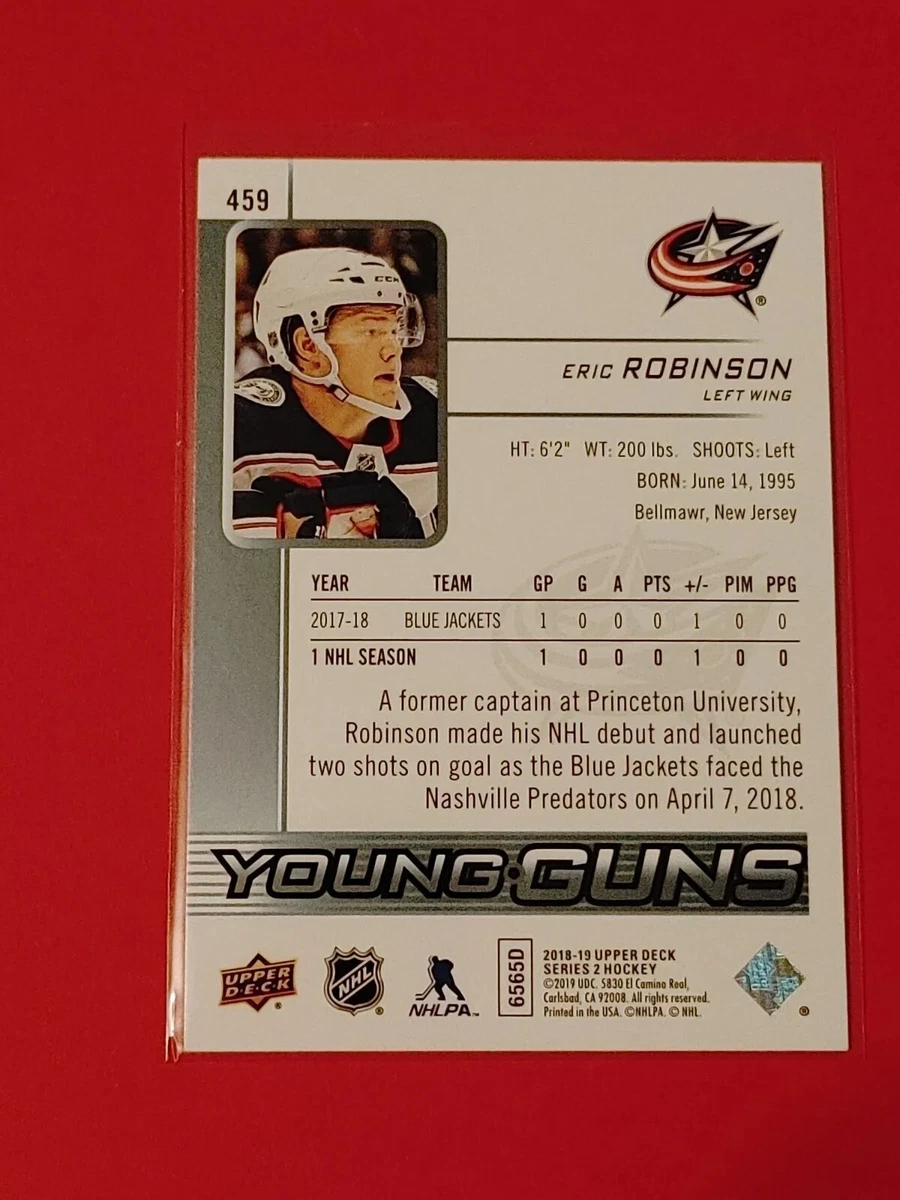 459
CCM
®
ERIC ROBINSON
LEFT WING
HT: 6'2" WT: 200 lbs. SHOOTS: Left
BORN: June 14, 1995
Bellmawr, New Jersey
YEAR TEAM GP G A PTS +/- PIM PPG
2017-18 BLUE JACKETS 1 0 0 0 1 0 0
1 NHL SEASON 1 0 0 0 1 0 0
A former captain at Princeton University,
Robinson made his NHL debut and launched
two shots on goal as the Blue Jackets faced the
Nashville Predators on April 7, 2018.
YOUNG·GUNS
UPPER
D·E·C·K
®
NHL
®
NHLPA™
6565D
2018-19 UPPER DECK
SERIES 2 HOCKEY
©2019 UDC. 5830 El Camino Real,
Carlsbad, CA 92008. All rights reserved.
Printed in the USA. ©NHLPA. © NHL.
®